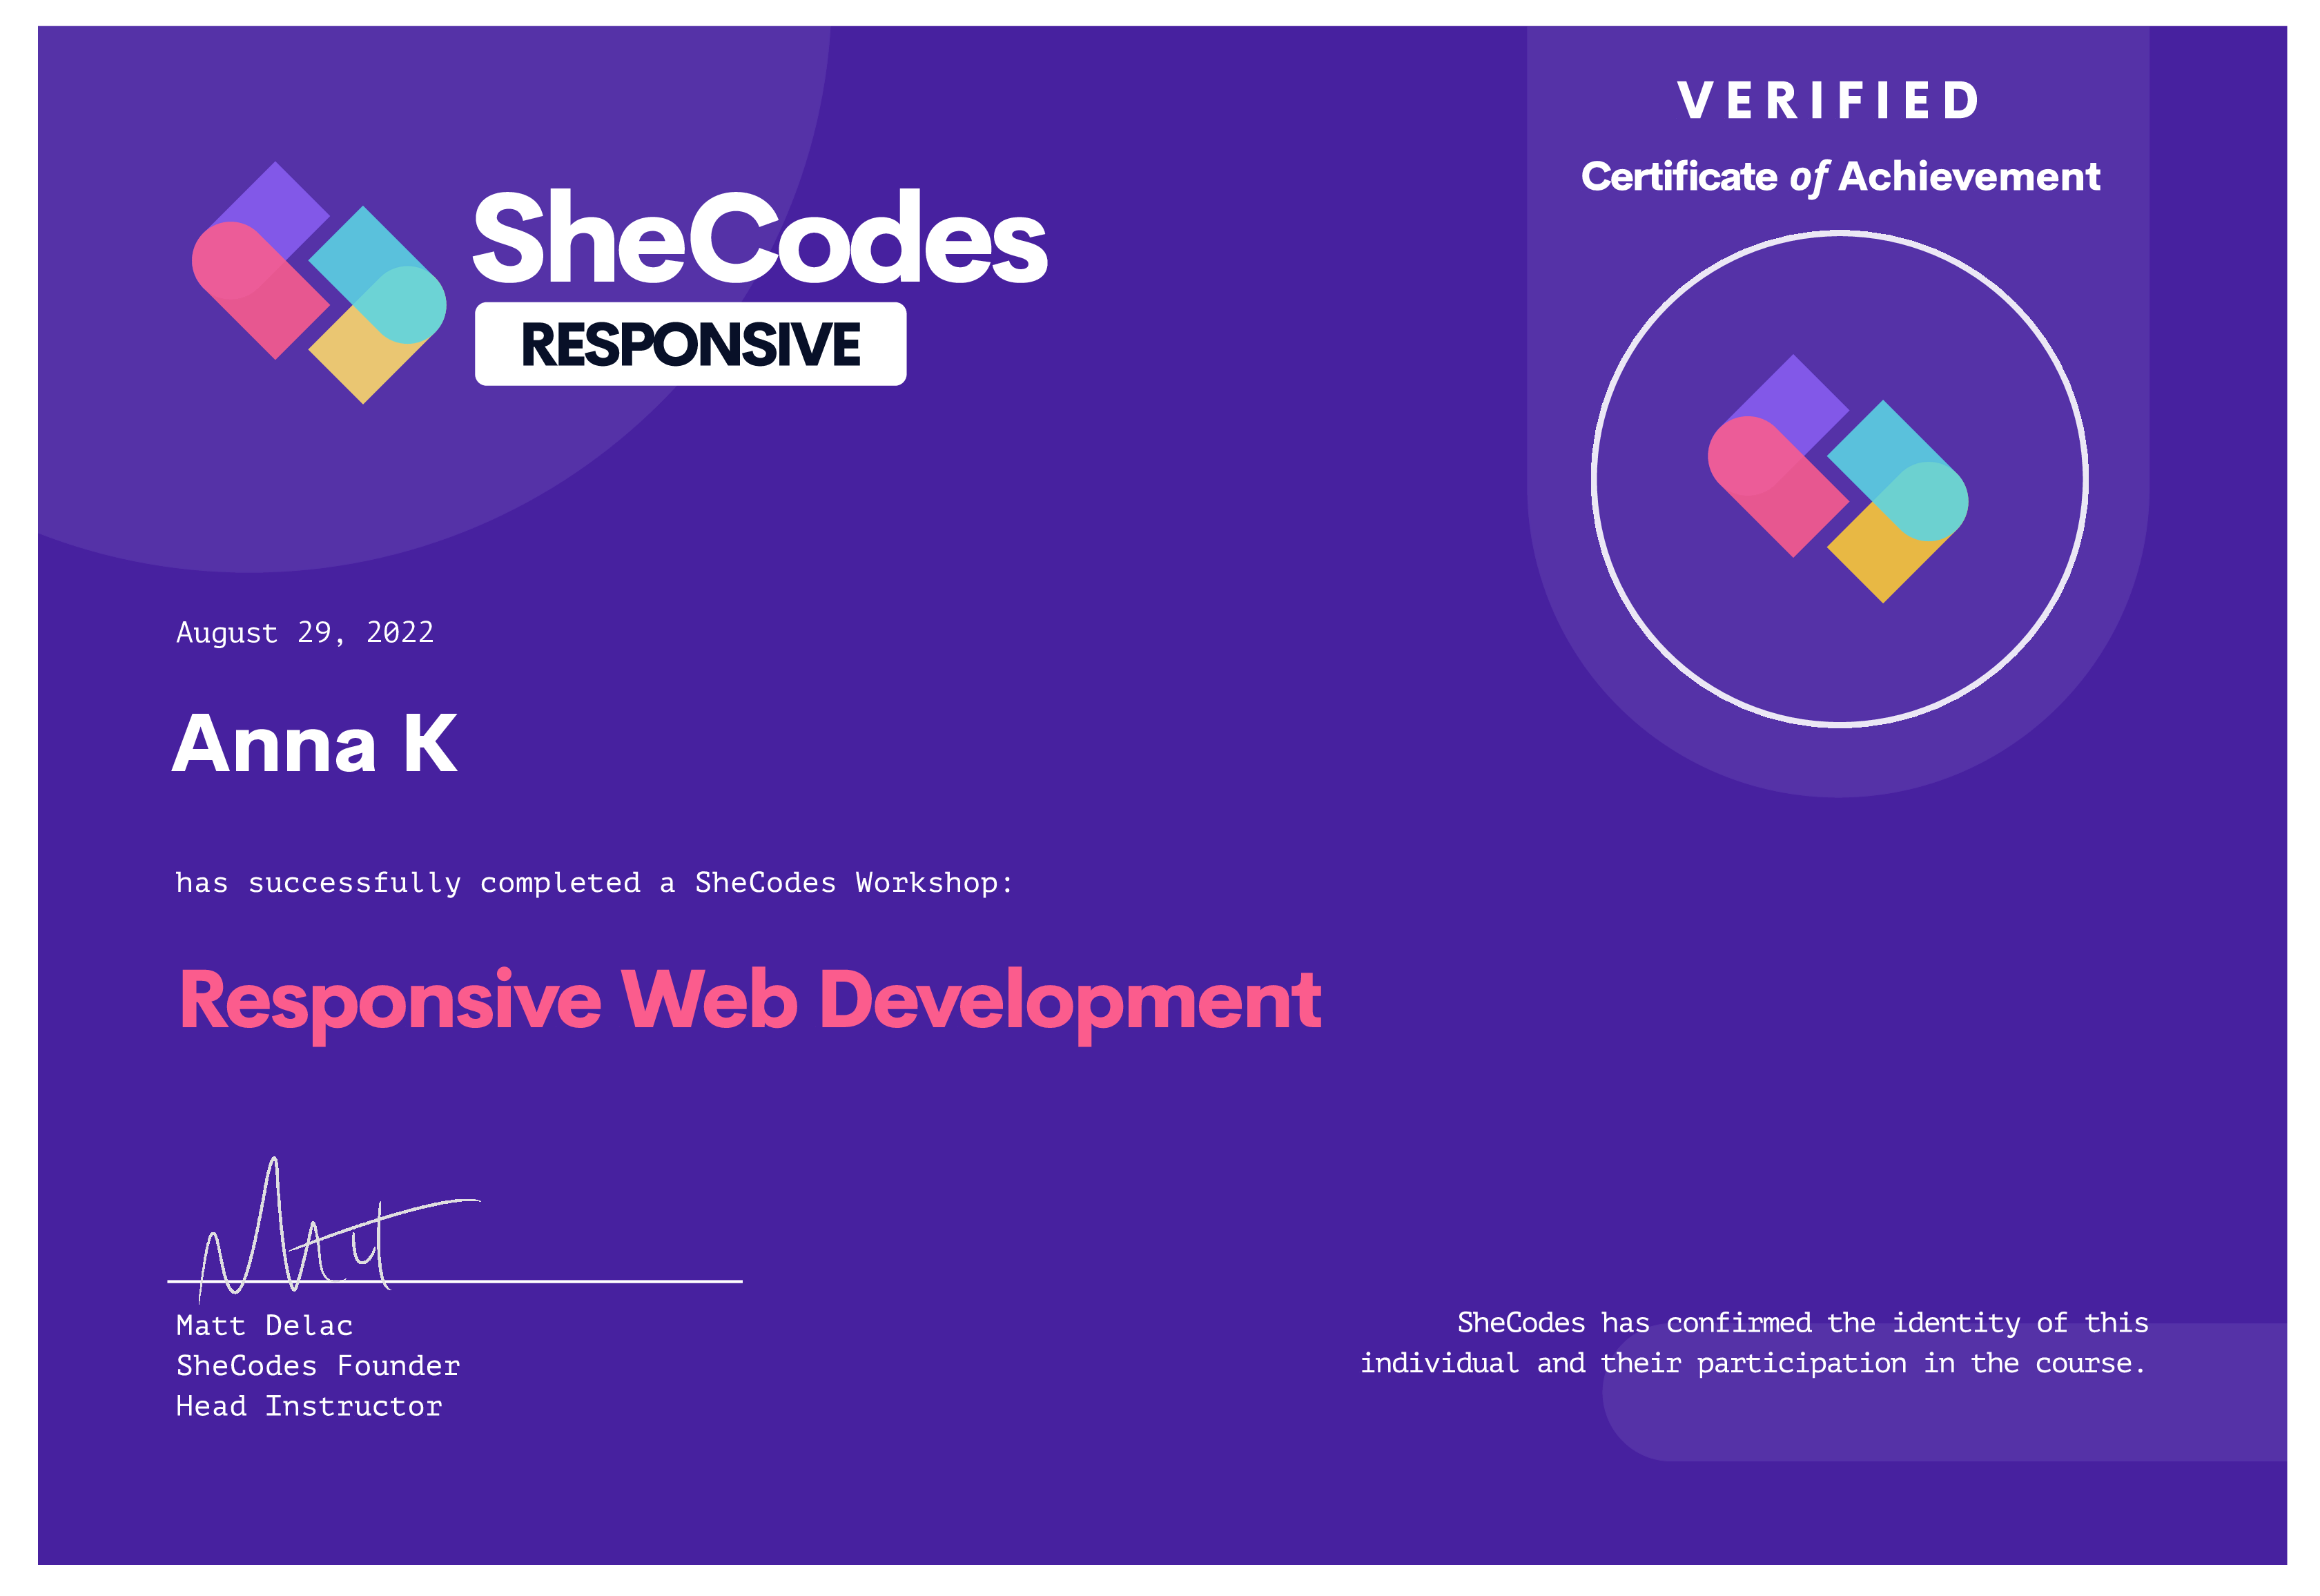 SheCodes
RESPONSIVE
VERIFIED
Certificate of Achievement
August 29, 2022
Anna K
has successfully completed a SheCodes Workshop:
Responsive Web Development
Matt Delac
SheCodes Founder
Head Instructor
SheCodes has confirmed the identity of this
individual and their participation in the course.